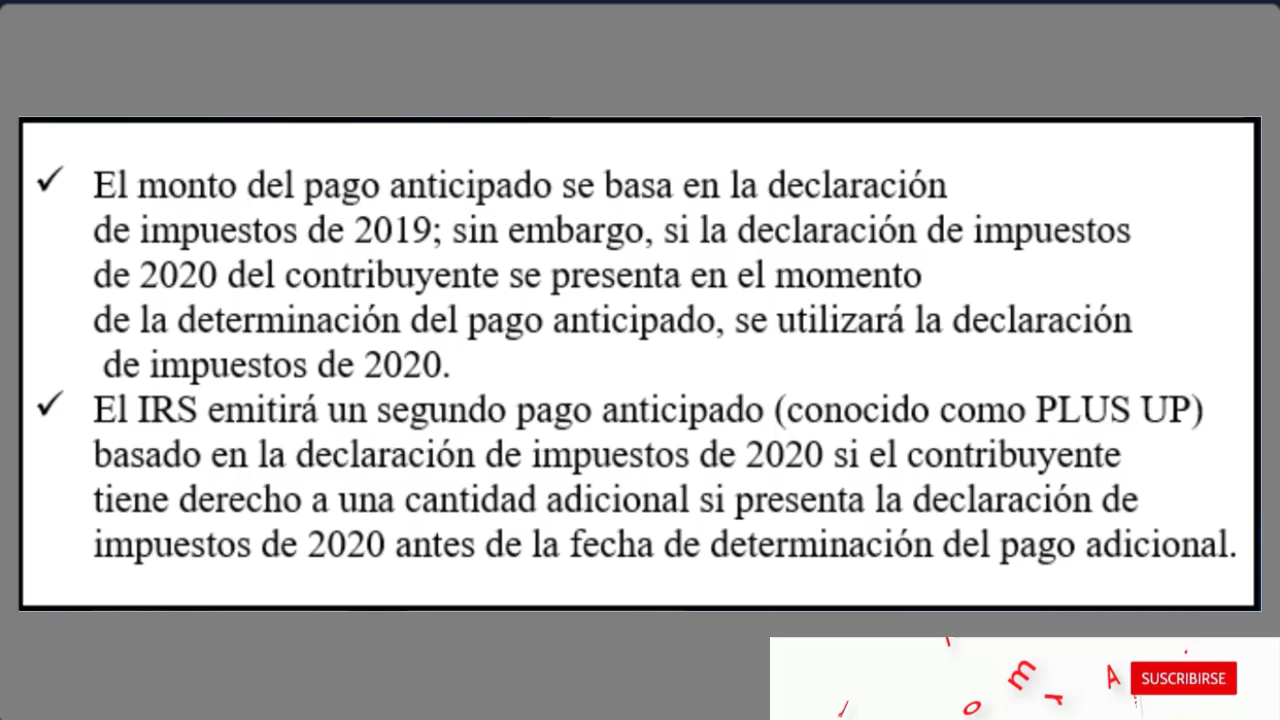 ✓ El monto del pago anticipado se basa en la declaración
de impuestos de 2019; sin embargo, si la declaración de impuestos
de 2020 del contribuyente se presenta en el momento
de la determinación del pago anticipado, se utilizará la declaración
de impuestos de 2020.
✓ El IRS emitirá un segundo pago anticipado (conocido como PLUS UP)
basado en la declaración de impuestos de 2020 si el contribuyente
tiene derecho a una cantidad adicional si presenta la declaración de
impuestos de 2020 antes de la fecha de determinación del pago adicional.
SUSCRIBIRSE